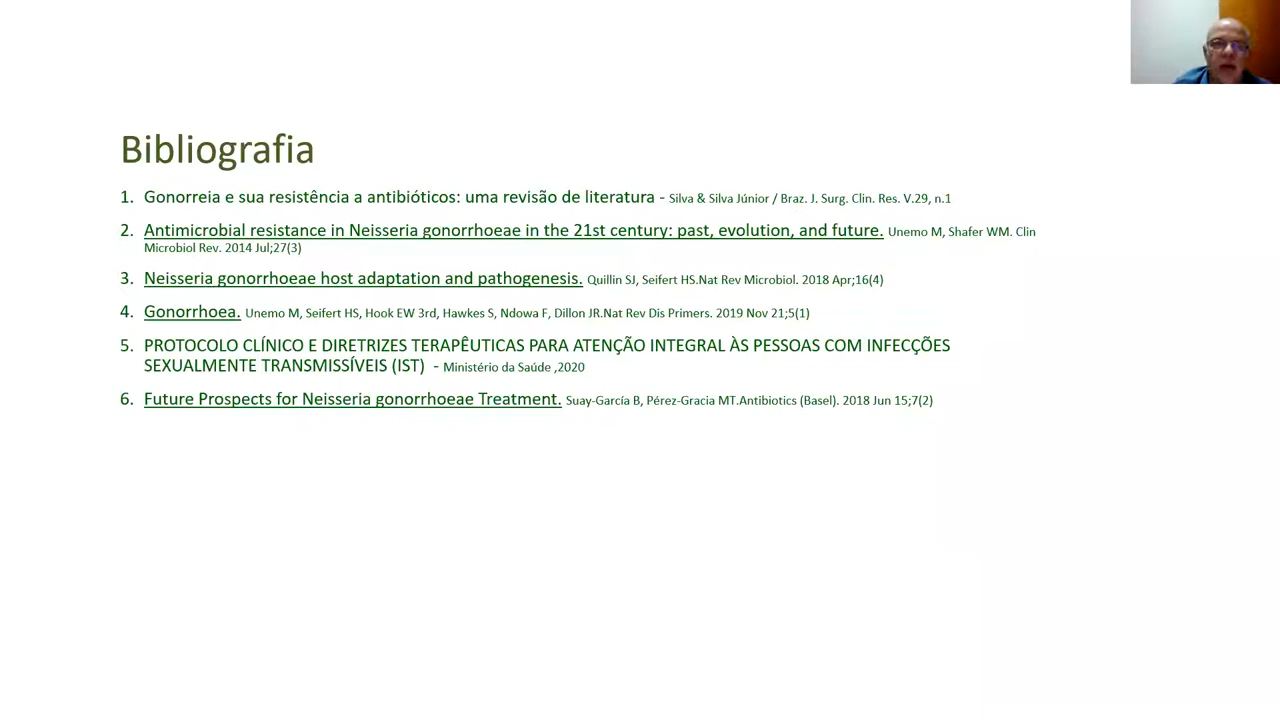 Bibliografia
1. Gonorreia e sua resistência a antibióticos: uma revisão de literatura - Silva & Silva Júnior / Braz. J. Surg. Clin. Res. V.29, n.1
2. Antimicrobial resistance in Neisseria gonorrhoeae in the 21st century: past, evolution, and future. Unemo M, Shafer WM. Clin
Microbiol Rev. 2014 Jul;27(3)
3. Neisseria gonorrhoeae host adaptation and pathogenesis. Quillin SJ, Seifert HS.Nat Rev Microbiol. 2018 Apr;16(4)
4. Gonorrhoea. Unemo M, Seifert HS, Hook EW 3rd, Hawkes S, Ndowa F, Dillon JR.Nat Rev Dis Primers. 2019 Nov 21;5(1)
5. PROTOCOLO CLÍNICO E DIRETRIZES TERAPÊUTICAS PARA ATENÇÃO INTEGRAL ÀS PESSOAS COM INFECÇÕES
SEXUALMENTE TRANSMISSÍVEIS (IST) - Ministério da Saúde ,2020
6. Future Prospects for Neisseria gonorrhoeae Treatment. Suay-García B, Pérez-Gracia MT.Antibiotics (Basel). 2018 Jun 15;7(2)